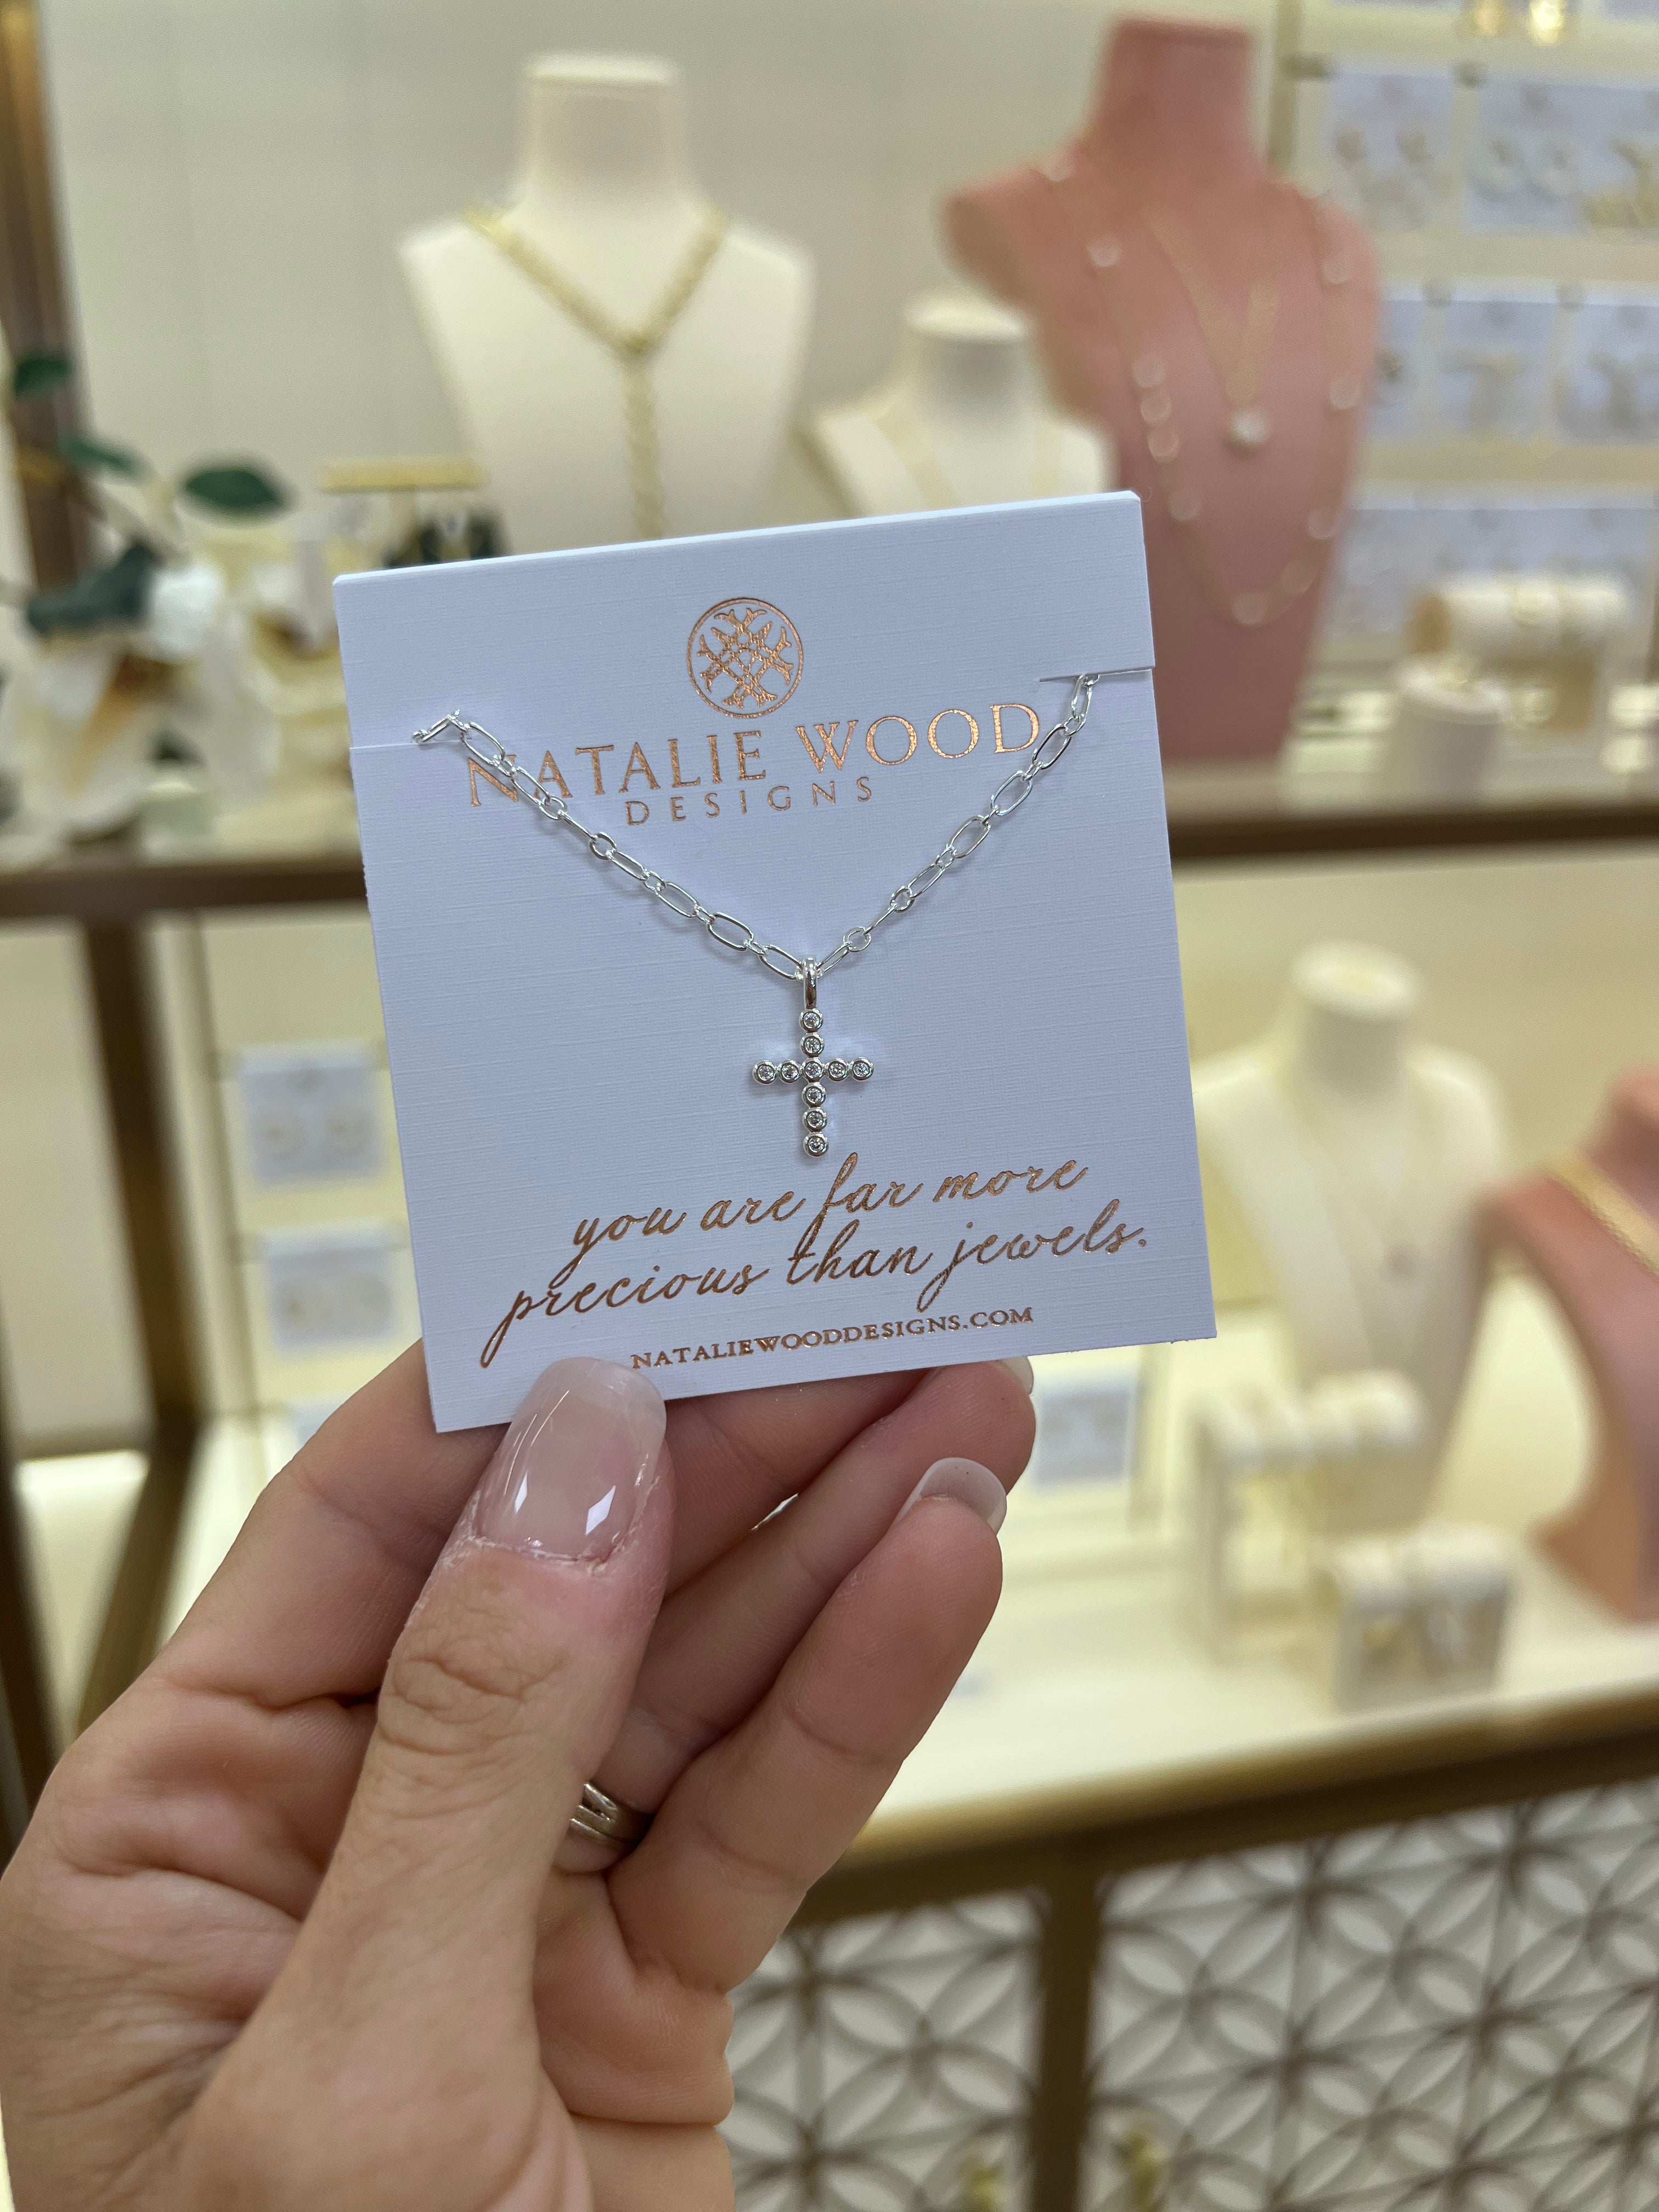 NATALIE WOOD
DESIGNS
you are far more
precious than jewels.
NATALIEWOODDESIGNS.COM